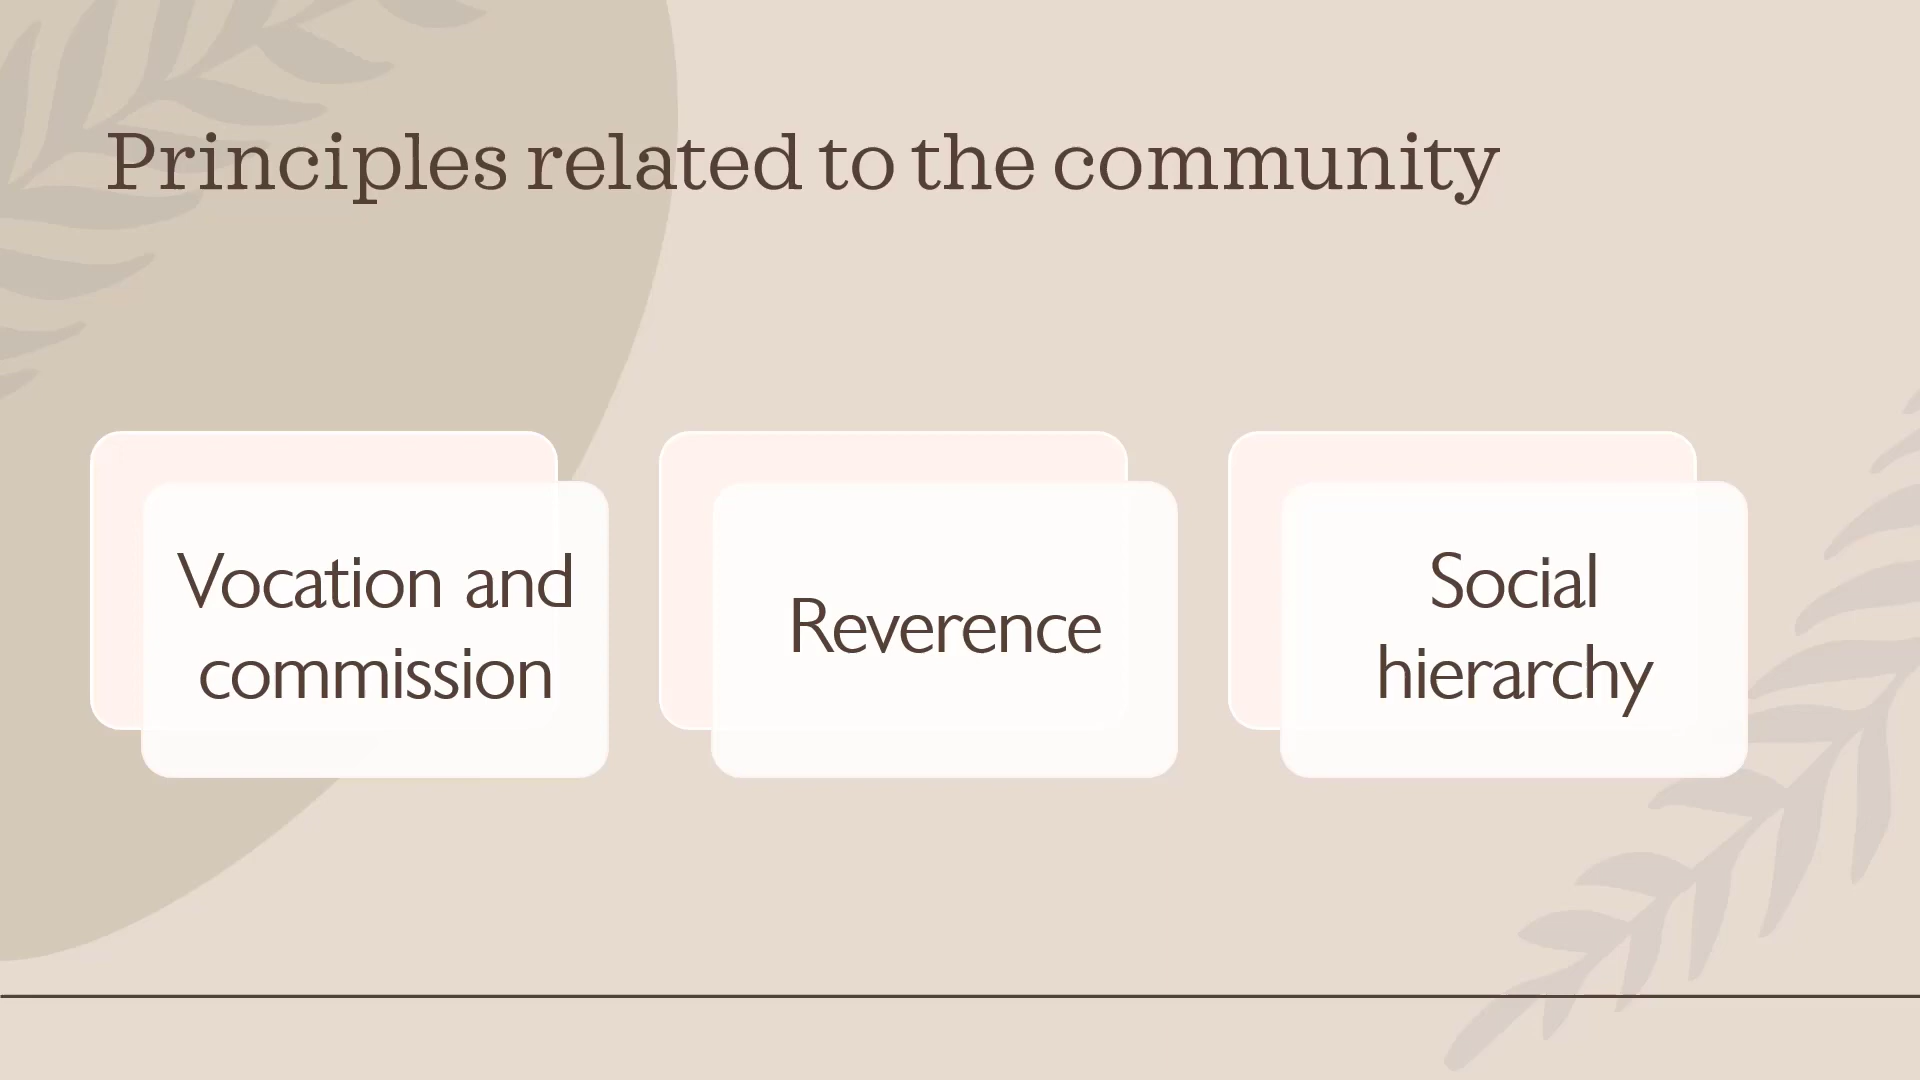 Principles related to the community
Vocation and
commission
Reverence
Social
hierarchy